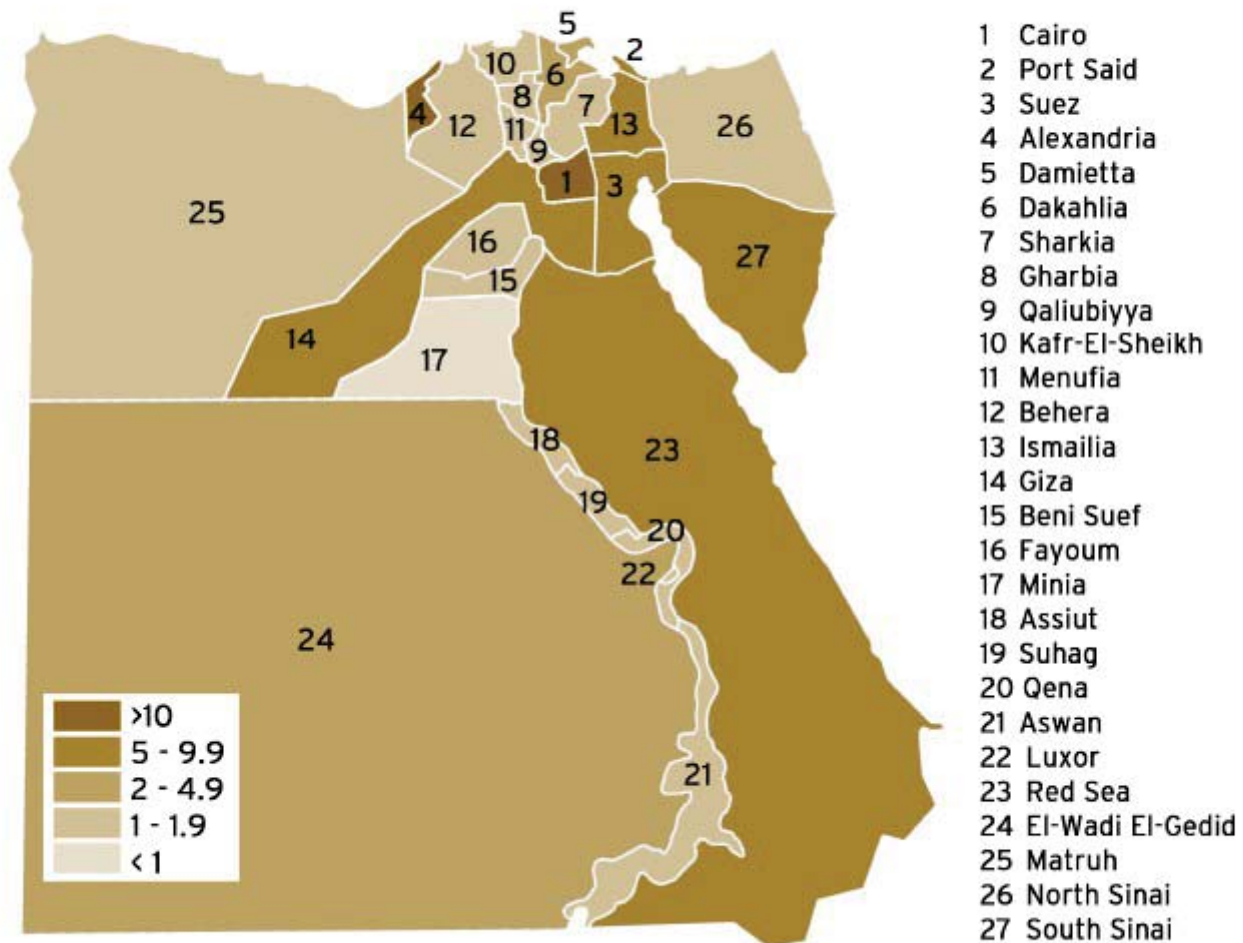 5
2
10
6
8
7
4
12
11
13
26
9
1
3
25
16
27
15
14
17
18
23
19
20
22
24
21
>10
5 - 9.9
2 - 4.9
1 - 1.9
< 1
1 Cairo
2 Port Said
3 Suez
4 Alexandria
5 Damietta
6 Dakahlia
7 Sharkia
8 Gharbia
9 Qaliubiyya
10 Kafr-El-Sheikh
11 Menufia
12 Behera
13 Ismailia
14 Giza
15 Beni Suef
16 Fayoum
17 Minia
18 Assiut
19 Suhag
20 Qena
21 Aswan
22 Luxor
23 Red Sea
24 El-Wadi El-Gedid
25 Matruh
26 North Sinai
27 South Sinai